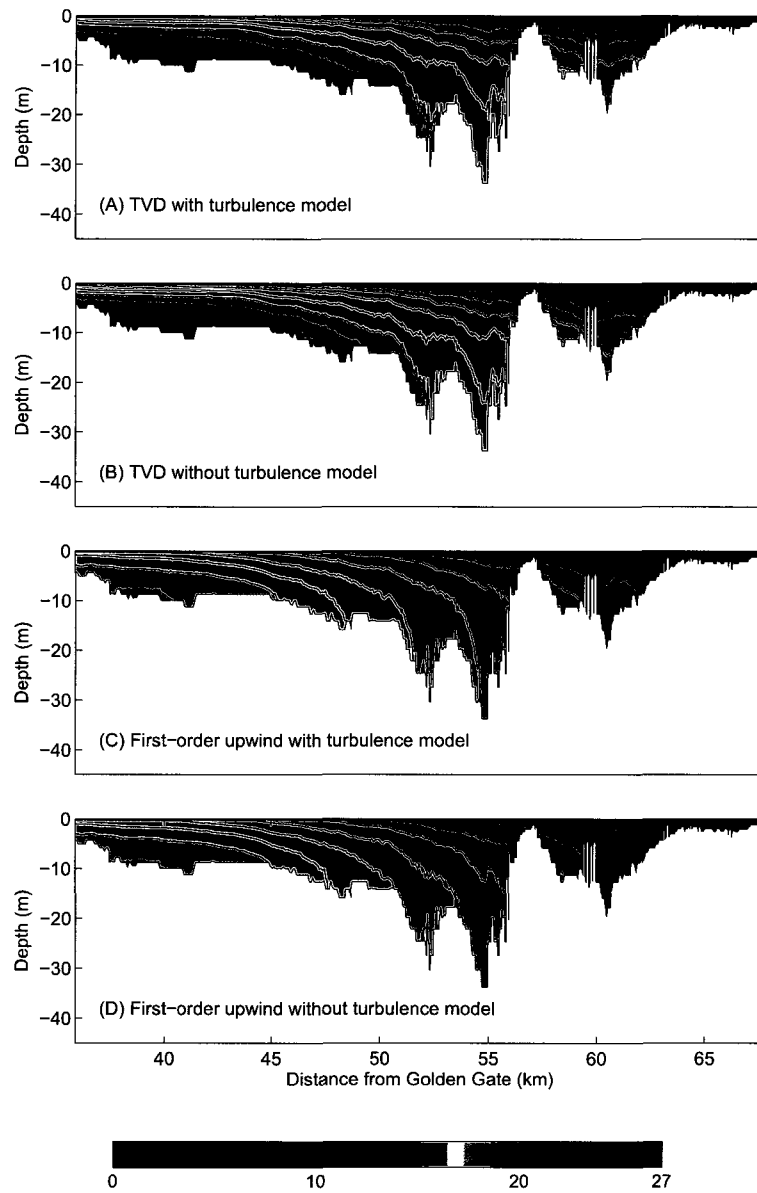 0
−10
−20
−30
−40
Depth (m)
(A) TVD with turbulence model
0
−10
−20
−30
−40
Depth (m)
(B) TVD without turbulence model
0
−10
−20
−30
−40
Depth (m)
(C) First−order upwind with turbulence model
0
−10
−20
−30
−40
Depth (m)
(D) First−order upwind without turbulence model
40 45 50 55 60 65
Distance from Golden Gate (km)
0 10 20 27